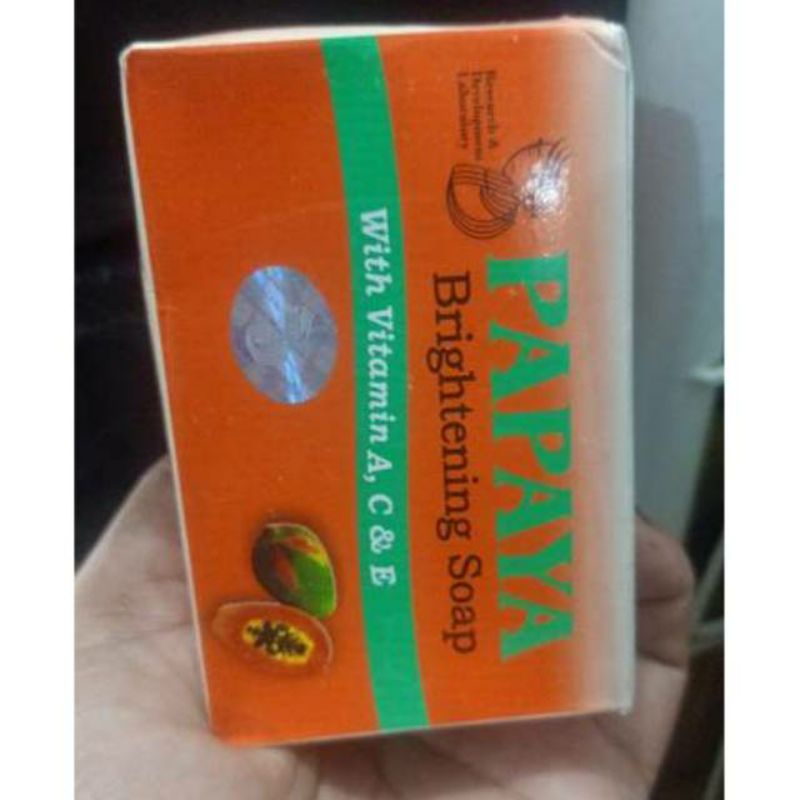 Research &
Development
Laboratory
PAPAYA
Brightening Soap
With Vitamin A, C & E